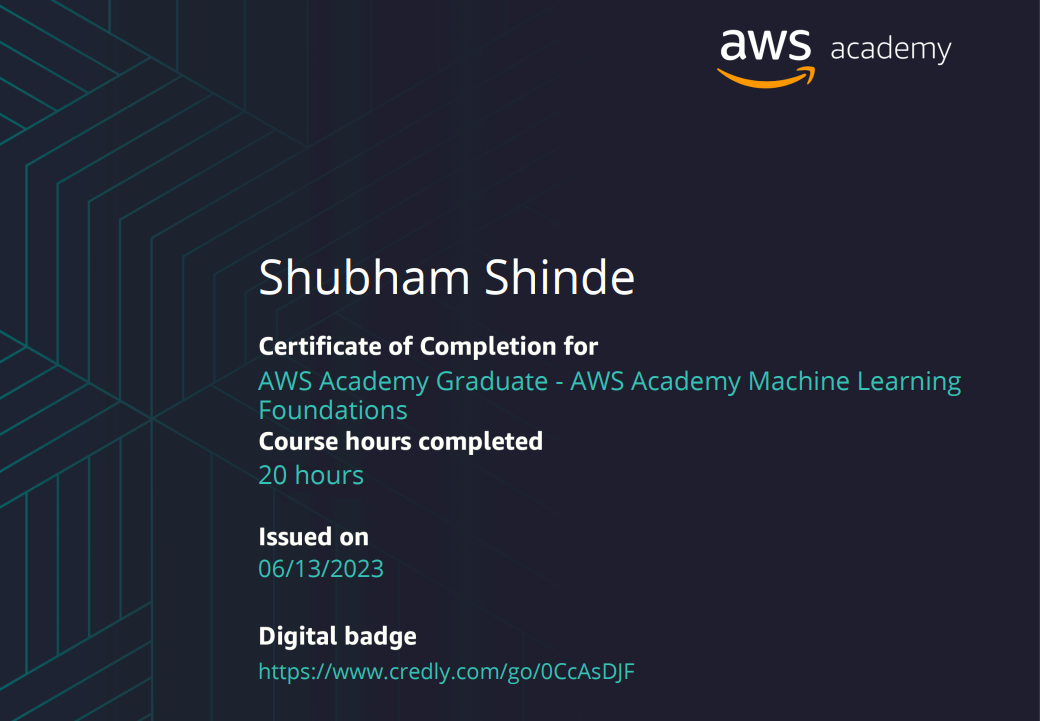 aws academy
Shubham Shinde
Certificate of Completion for
AWS Academy Graduate - AWS Academy Machine Learning
Foundations
Course hours completed
20 hours
Issued on
06/13/2023
Digital badge
https://www.credly.com/go/0CcAsDJF